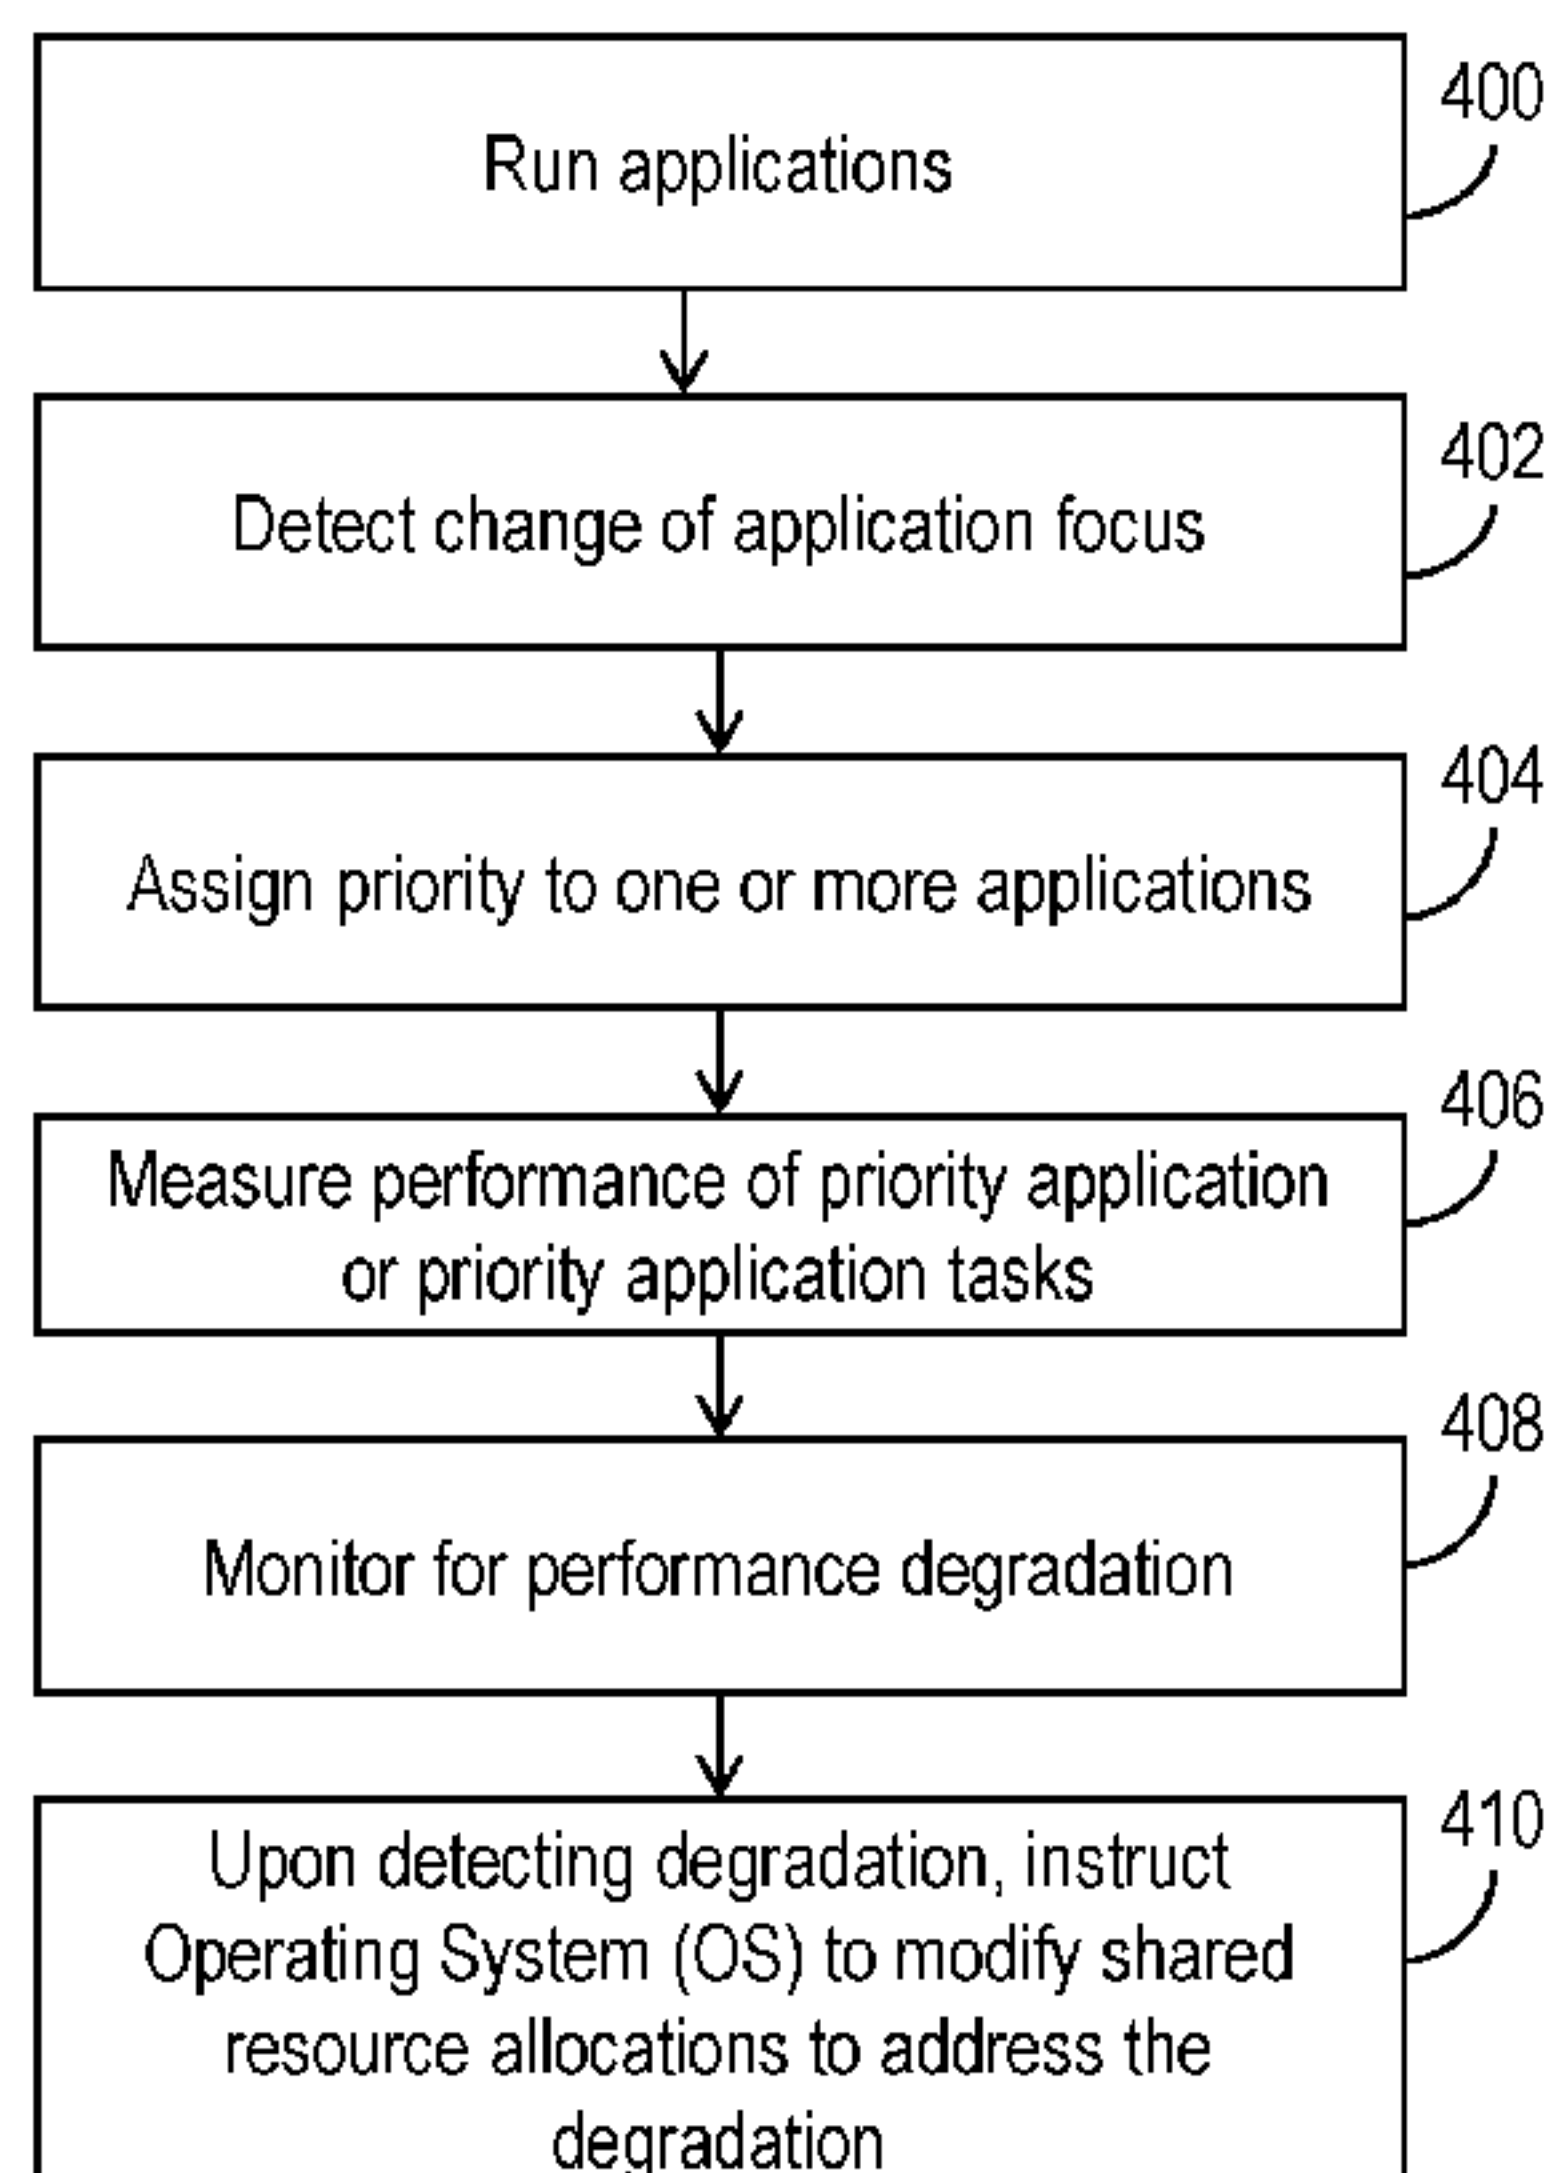 400
Run applications
402
Detect change of application focus
404
Assign priority to one or more applications
406
Measure performance of priority application
or priority application tasks
408
Monitor for performance degradation
410
Upon detecting degradation, instruct
Operating System (OS) to modify shared
resource allocations to address the
degradation